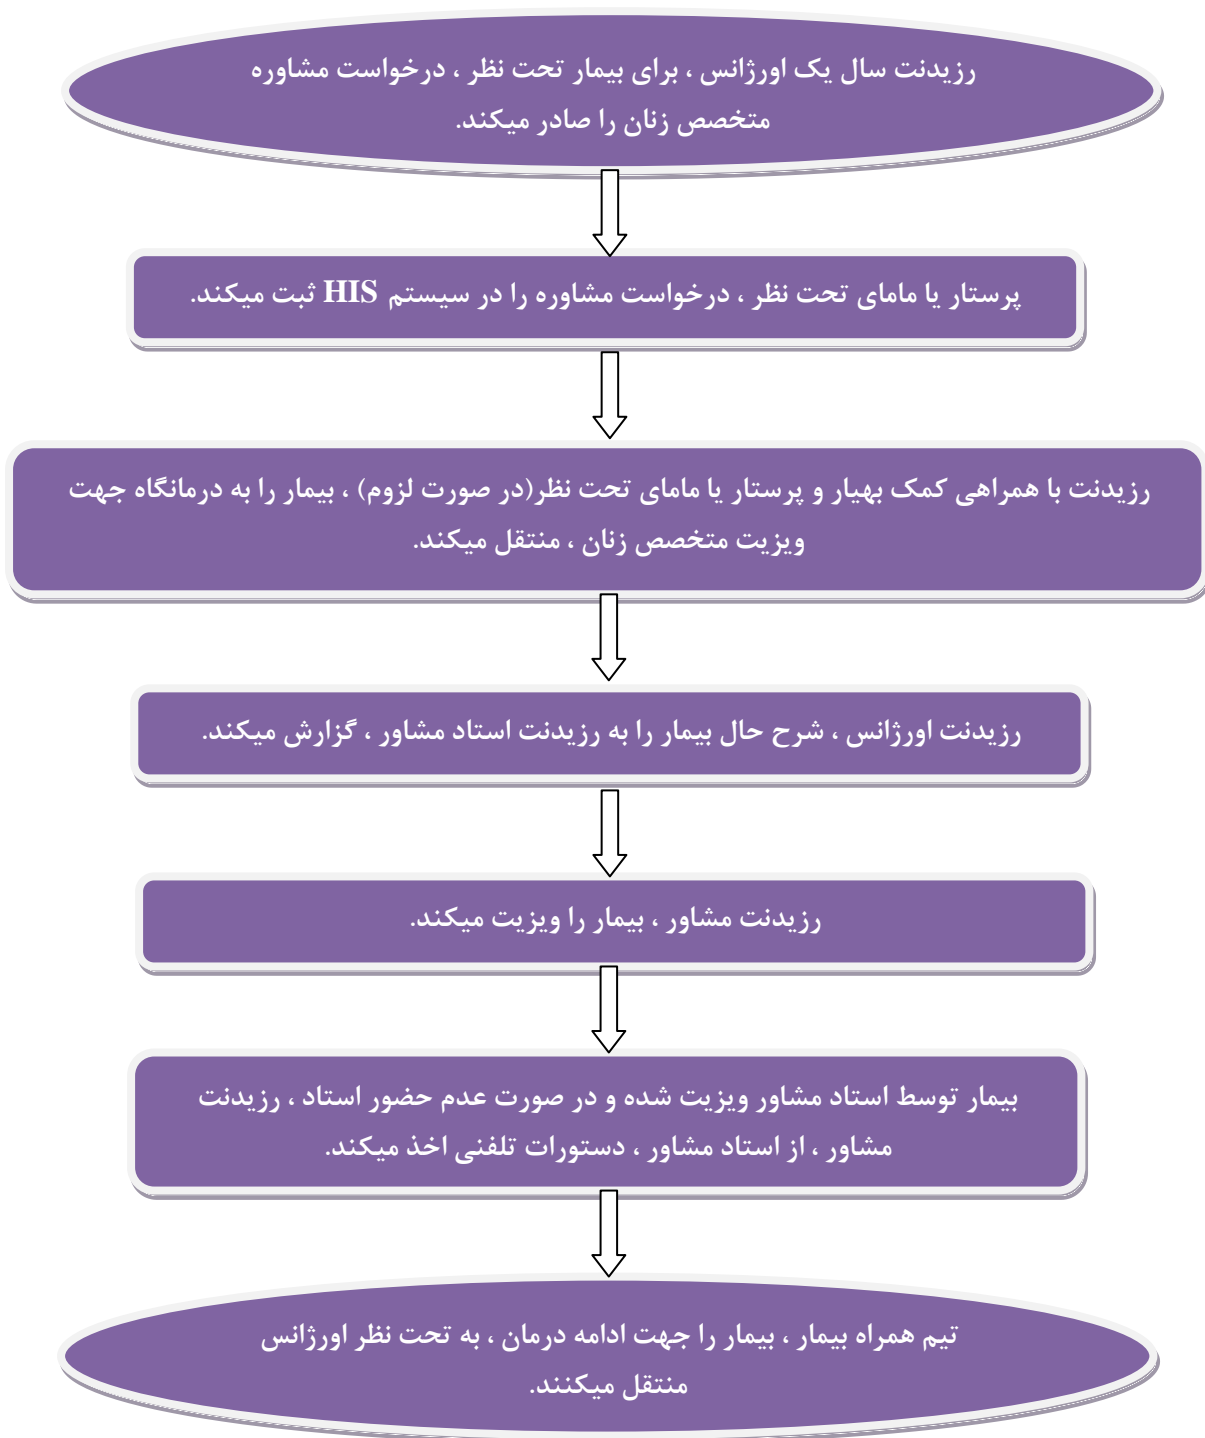 رزیدنت سال یک اورژانس ، برای بیمار تحت نظر ، درخواست مشاوره
متخصص زنان را صادر میکند.
پرستار یا مامای تحت نظر ، درخواست مشاوره را در سیستم HIS ثبت میکند.
رزیدنت با همراهی کمک بهیار و پرستار یا مامای تحت نظر(در صورت لزوم) ، بیمار را به درمانگاه جهت
ویزیت متخصص زنان ، منتقل میکند.
رزیدنت اورژانس ، شرح حال بیمار را به رزیدنت استاد مشاور ، گزارش میکند.
رزیدنت مشاور ، بیمار را ویزیت میکند.
بیمار توسط استاد مشاور ویزیت شده و در صورت عدم حضور استاد ، رزیدنت
مشاور ، از استاد مشاور ، دستورات تلفنی اخذ میکند.
تیم همراه بیمار ، بیمار را جهت ادامه درمان ، به تحت نظر اورژانس
منتقل میکنند.